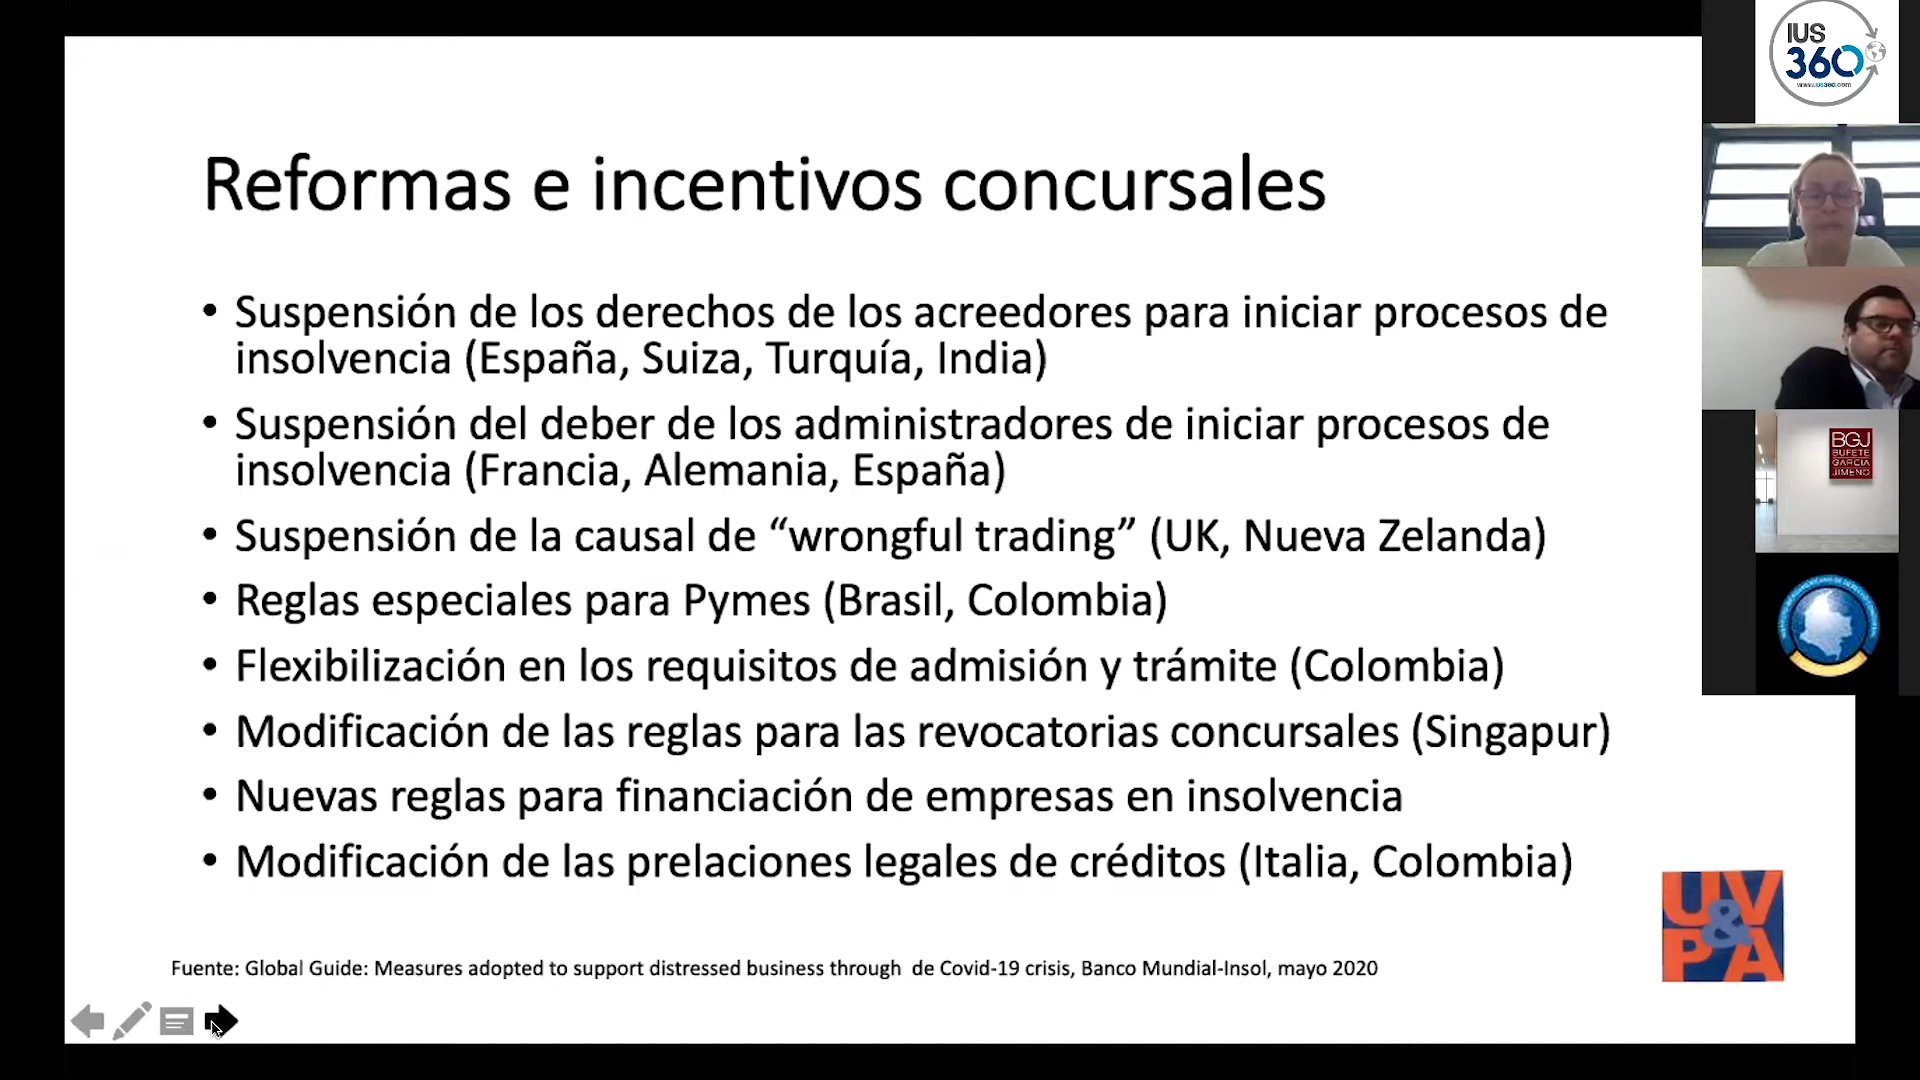 Reformas e incentivos concursales
• Suspensión de los derechos de los acreedores para iniciar procesos de
insolvencia (España, Suiza, Turquía, India)
• Suspensión del deber de los administradores de iniciar procesos de
insolvencia (Francia, Alemania, España)
• Suspensión de la causal de “wrongful trading” (UK, Nueva Zelanda)
• Reglas especiales para Pymes (Brasil, Colombia)
• Flexibilización en los requisitos de admisión y trámite (Colombia)
• Modificación de las reglas para las revocatorias concursales (Singapur)
• Nuevas reglas para financiación de empresas en insolvencia
• Modificación de las prelaciones legales de créditos (Italia, Colombia)
Fuente: Global Guide: Measures adopted to support distressed business through de Covid-19 crisis, Banco Mundial-Insol, mayo 2020
UV
&
PA
IUS
360
www.ius360.com
BGJ
BUFETE
GARCIA
JIMENO